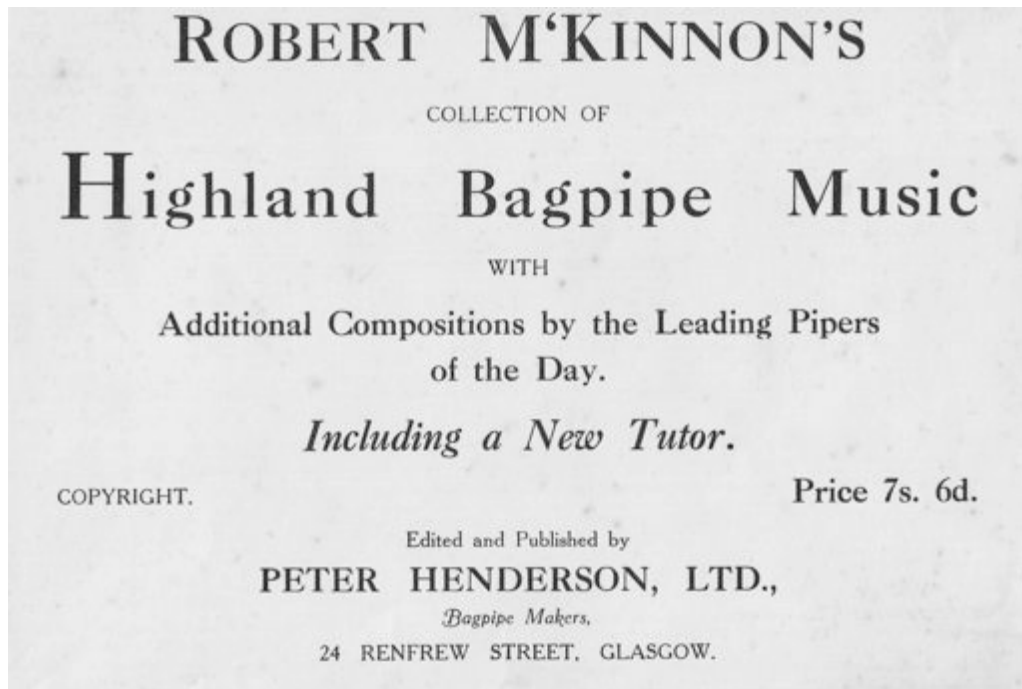 ROBERT M‘KINNON’S
COLLECTION OF
Highland Bagpipe Music
WITH
Additional Compositions by the Leading Pipers
of the Day.
Including a New Tutor.
COPYRIGHT. Price 7s. 6d.
Edited and Published by
PETER HENDERSON, LTD.,
Bagpipe Makers,
24 RENFREW STREET, GLASGOW.